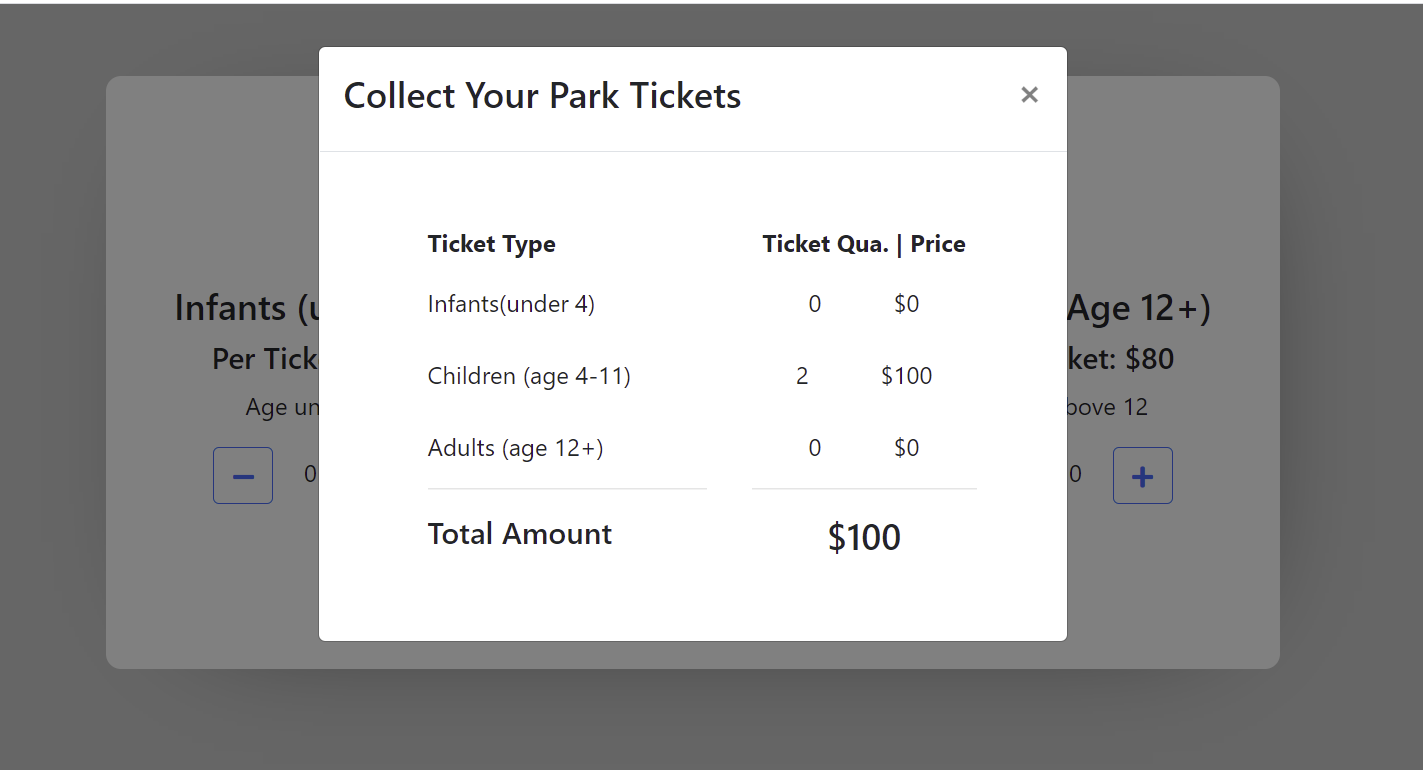 Collect Your Park Tickets ×
Ticket Type Ticket Qua. | Price
Infants(under 4) 0 $0
Infants (u Age 12+)
Per Tick ket: $80
Children (age 4-11) 2 $100
Age un bove 12
Adults (age 12+) 0 $0
− 0 0 +
Total Amount $100